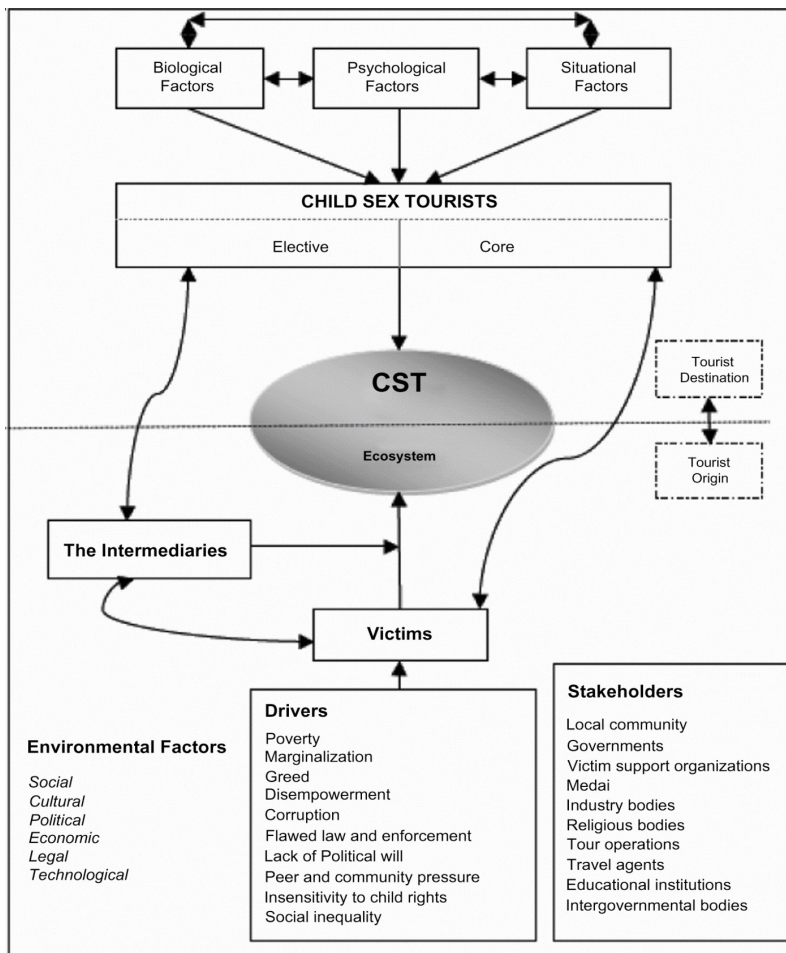 Biological
Factors
Psychological
Factors
Situational
Factors
CHILD SEX TOURISTS
Elective
Core
CST
Ecosystem
Tourist
Destination
Tourist
Origin
The Intermediaries
Victims
Environmental Factors
Social
Cultural
Political
Economic
Legal
Technological
Drivers
Poverty
Marginalization
Greed
Disempowerment
Corruption
Flawed law and enforcement
Lack of Political will
Peer and community pressure
Insensitivity to child rights
Social inequality
Stakeholders
Local community
Governments
Victim support organizations
Medai
Industry bodies
Religious bodies
Tour operations
Travel agents
Educational institutions
Intergovernmental bodies